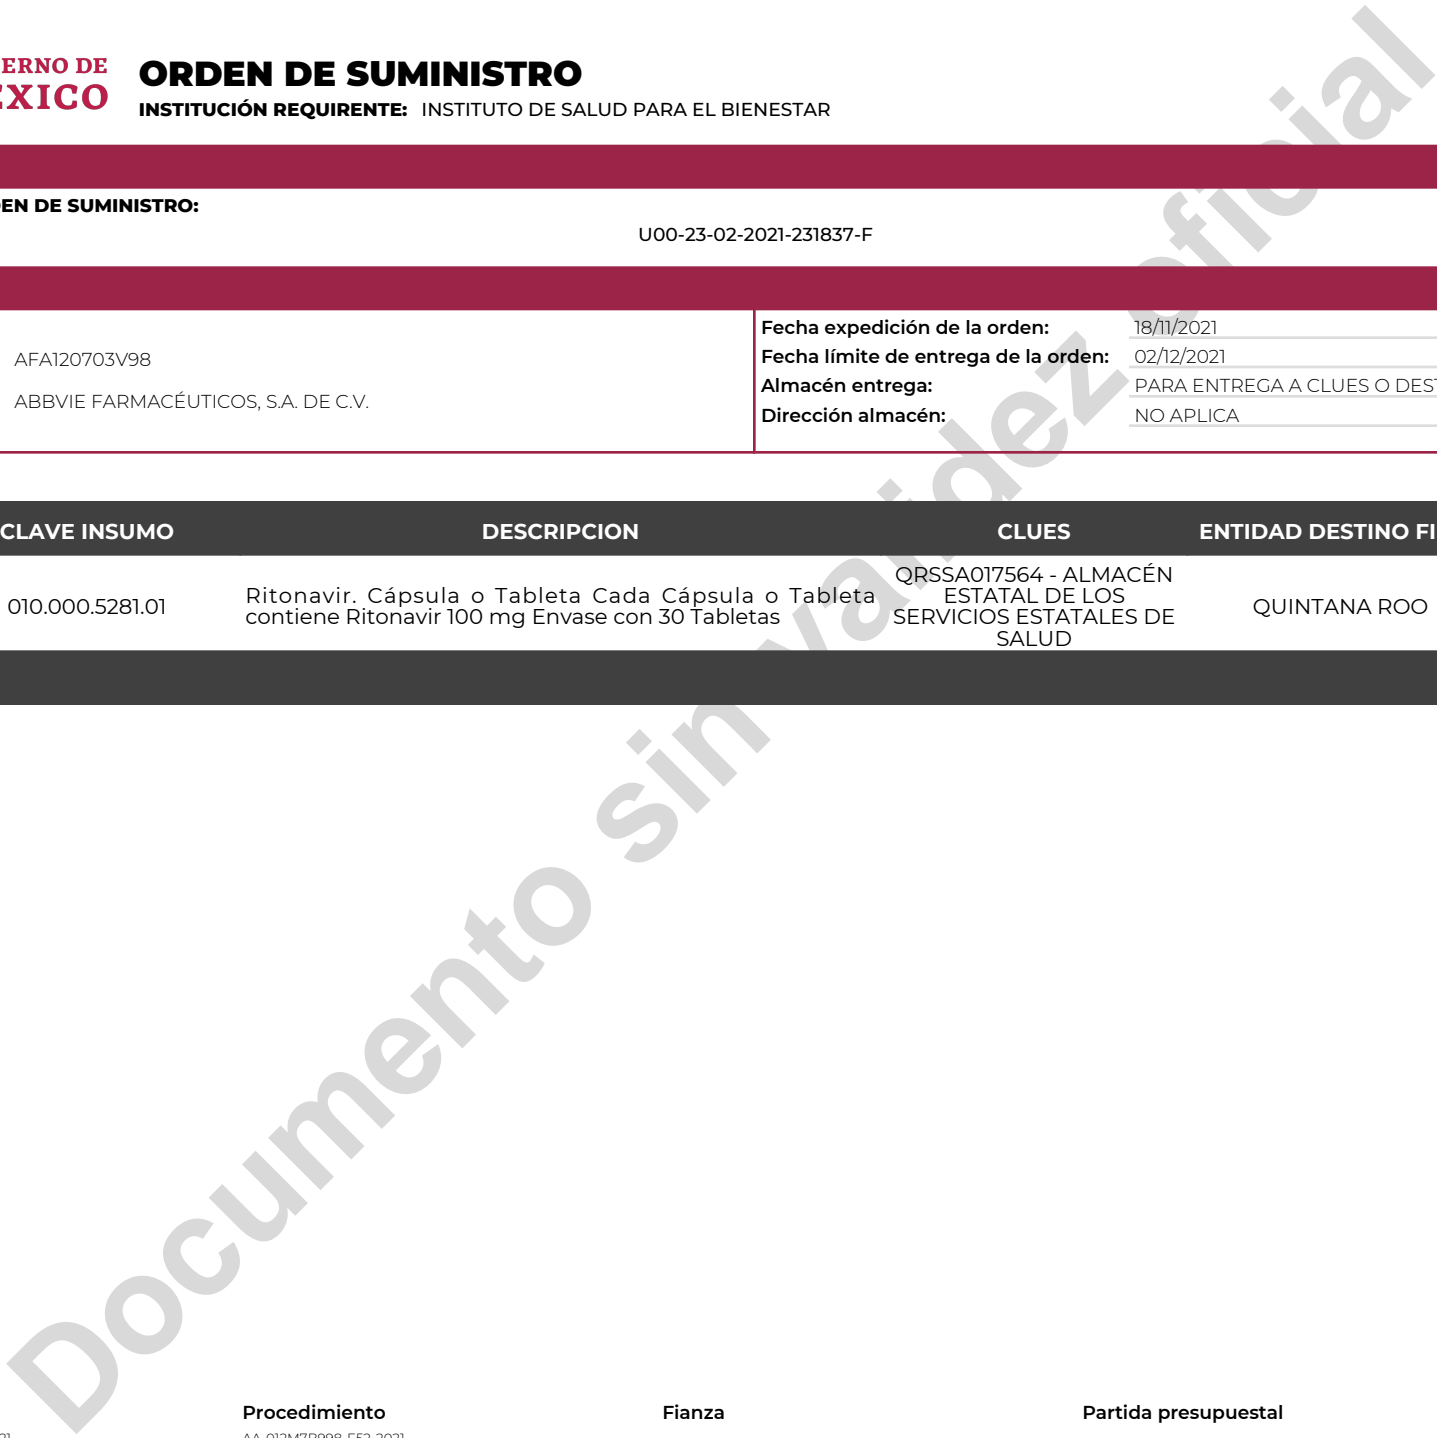 ERNO DE
EXICO
ORDEN DE SUMINISTRO
INSTITUCIÓN REQUIRENTE: INSTITUTO DE SALUD PARA EL BIENESTAR
EN DE SUMINISTRO:
U00-23-02-2021-231837-F
AFA120703V98
ABBVIE FARMACÉUTICOS, S.A. DE C.V.
Fecha expedición de la orden: 18/11/2021
Fecha límite de entrega de la orden: 02/12/2021
Almacén entrega: PARA ENTREGA A CLUES O DEST
Dirección almacén: NO APLICA
CLAVE INSUMO DESCRIPCION CLUES ENTIDAD DESTINO FI
010.000.5281.01
Ritonavir. Cápsula o Tableta Cada Cápsula o Tableta
contiene Ritonavir 100 mg Envase con 30 Tabletas
QRSSA017564 - ALMACÉN
ESTATAL DE LOS
SERVICIOS ESTATALES DE
SALUD
QUINTANA ROO
Documento sin validez oficial
Procedimiento Fianza Partida presupuestal